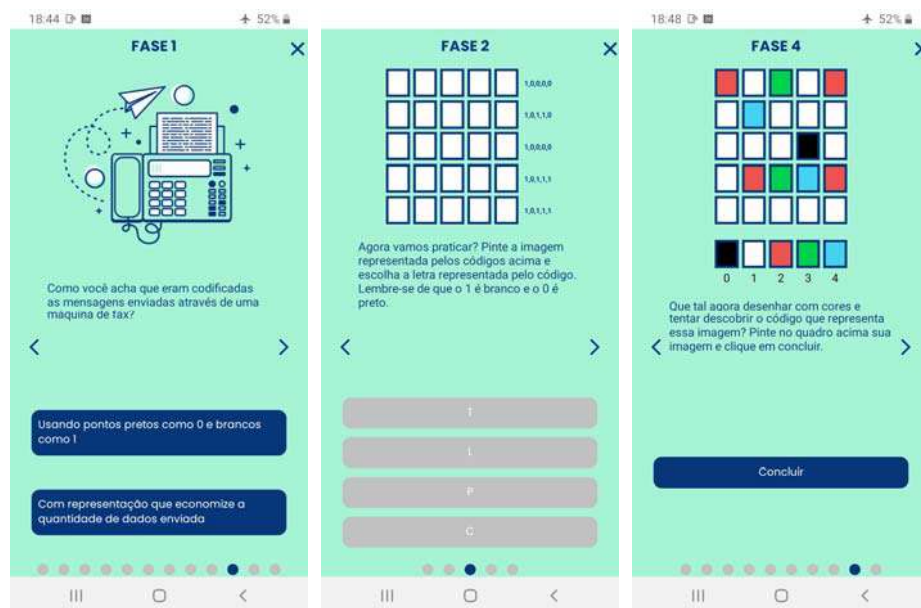 18:44
52%
FASE 1
Como você acha que eram codificadas
as mensagens enviadas através de uma
maquina de fax?
Usando pontos pretos como 0 e brancos
como 1
Com representação que economize a
quantidade de dados enviada
FASE 2
1,0,0,0,0
1,0,1,1,0
1,0,0,0,0
1,0,1,1,1
1,0,1,1,1
Agora vamos praticar? Pinte a imagem
representada pelos códigos acima e
escolha a letra representada pelo código.
Lembre-se de que o 1 é branco e o 0 é
preto.
T
L
P
C
18:48
52%
FASE 4
0 1 2 3 4
Que tal agora desenhar com cores e
tentar descobrir o código que representa
essa imagem? Pinte no quadro acima sua
imagem e clique em concluir.
Concluir